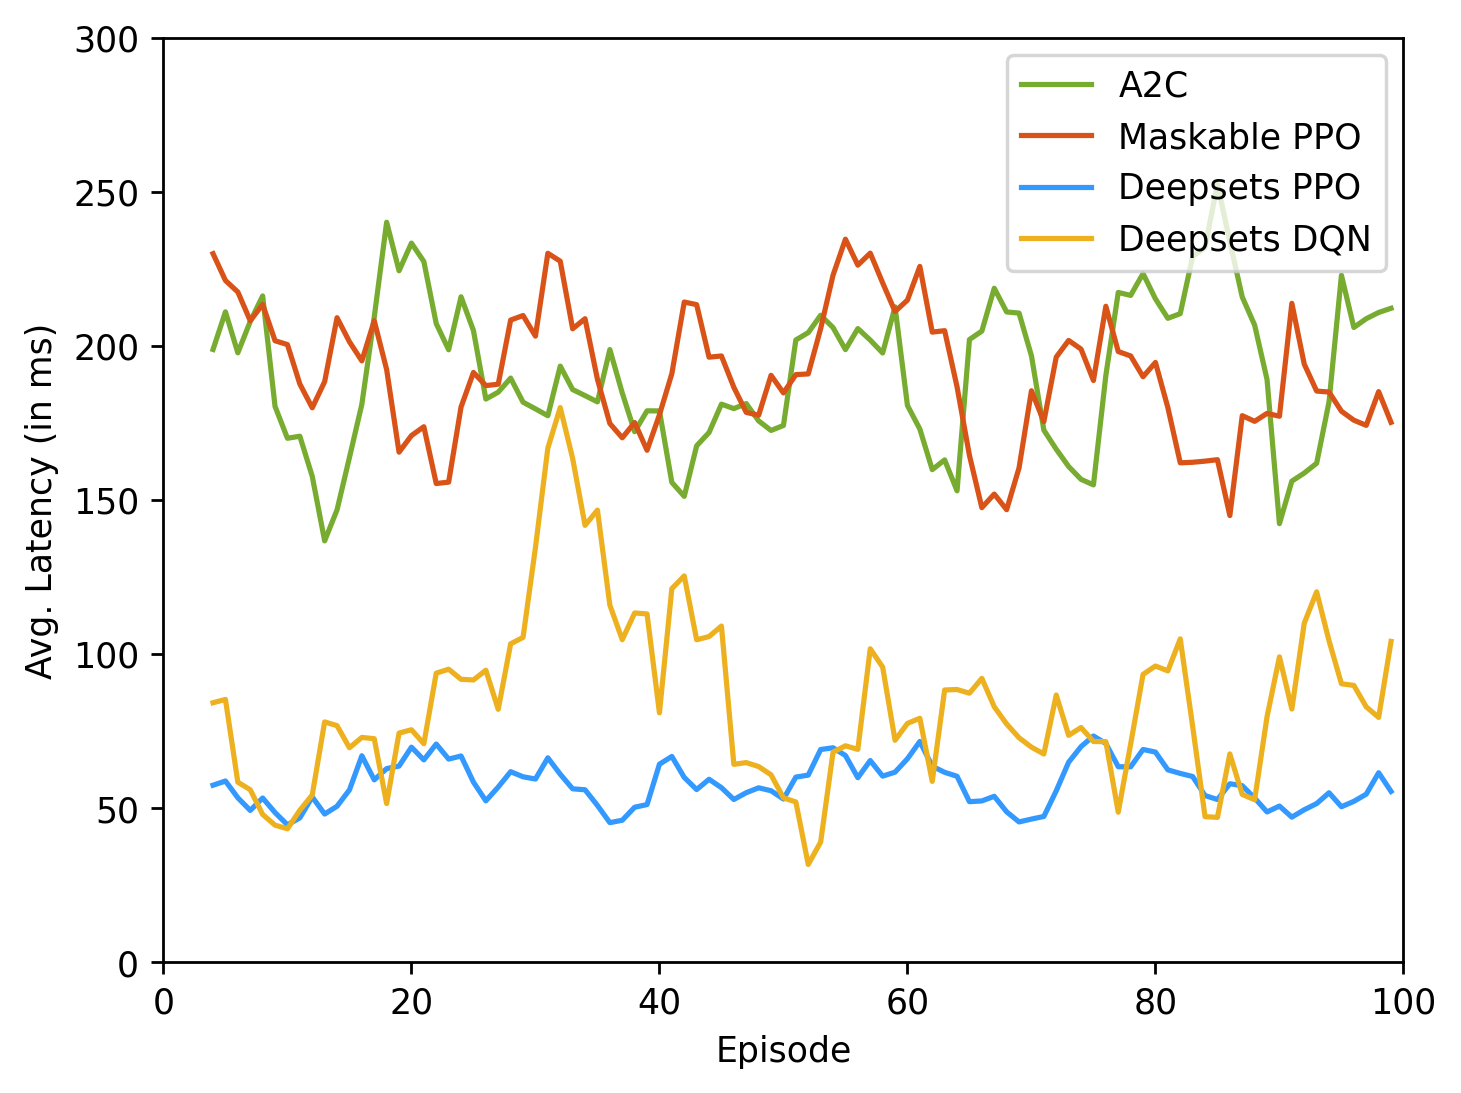 300
250
200
150
100
50
0
Avg. Latency (in ms)
A2C
Maskable PPO
Deepsets PPO
Deepsets DQN
0 20 40 60 80 100
Episode